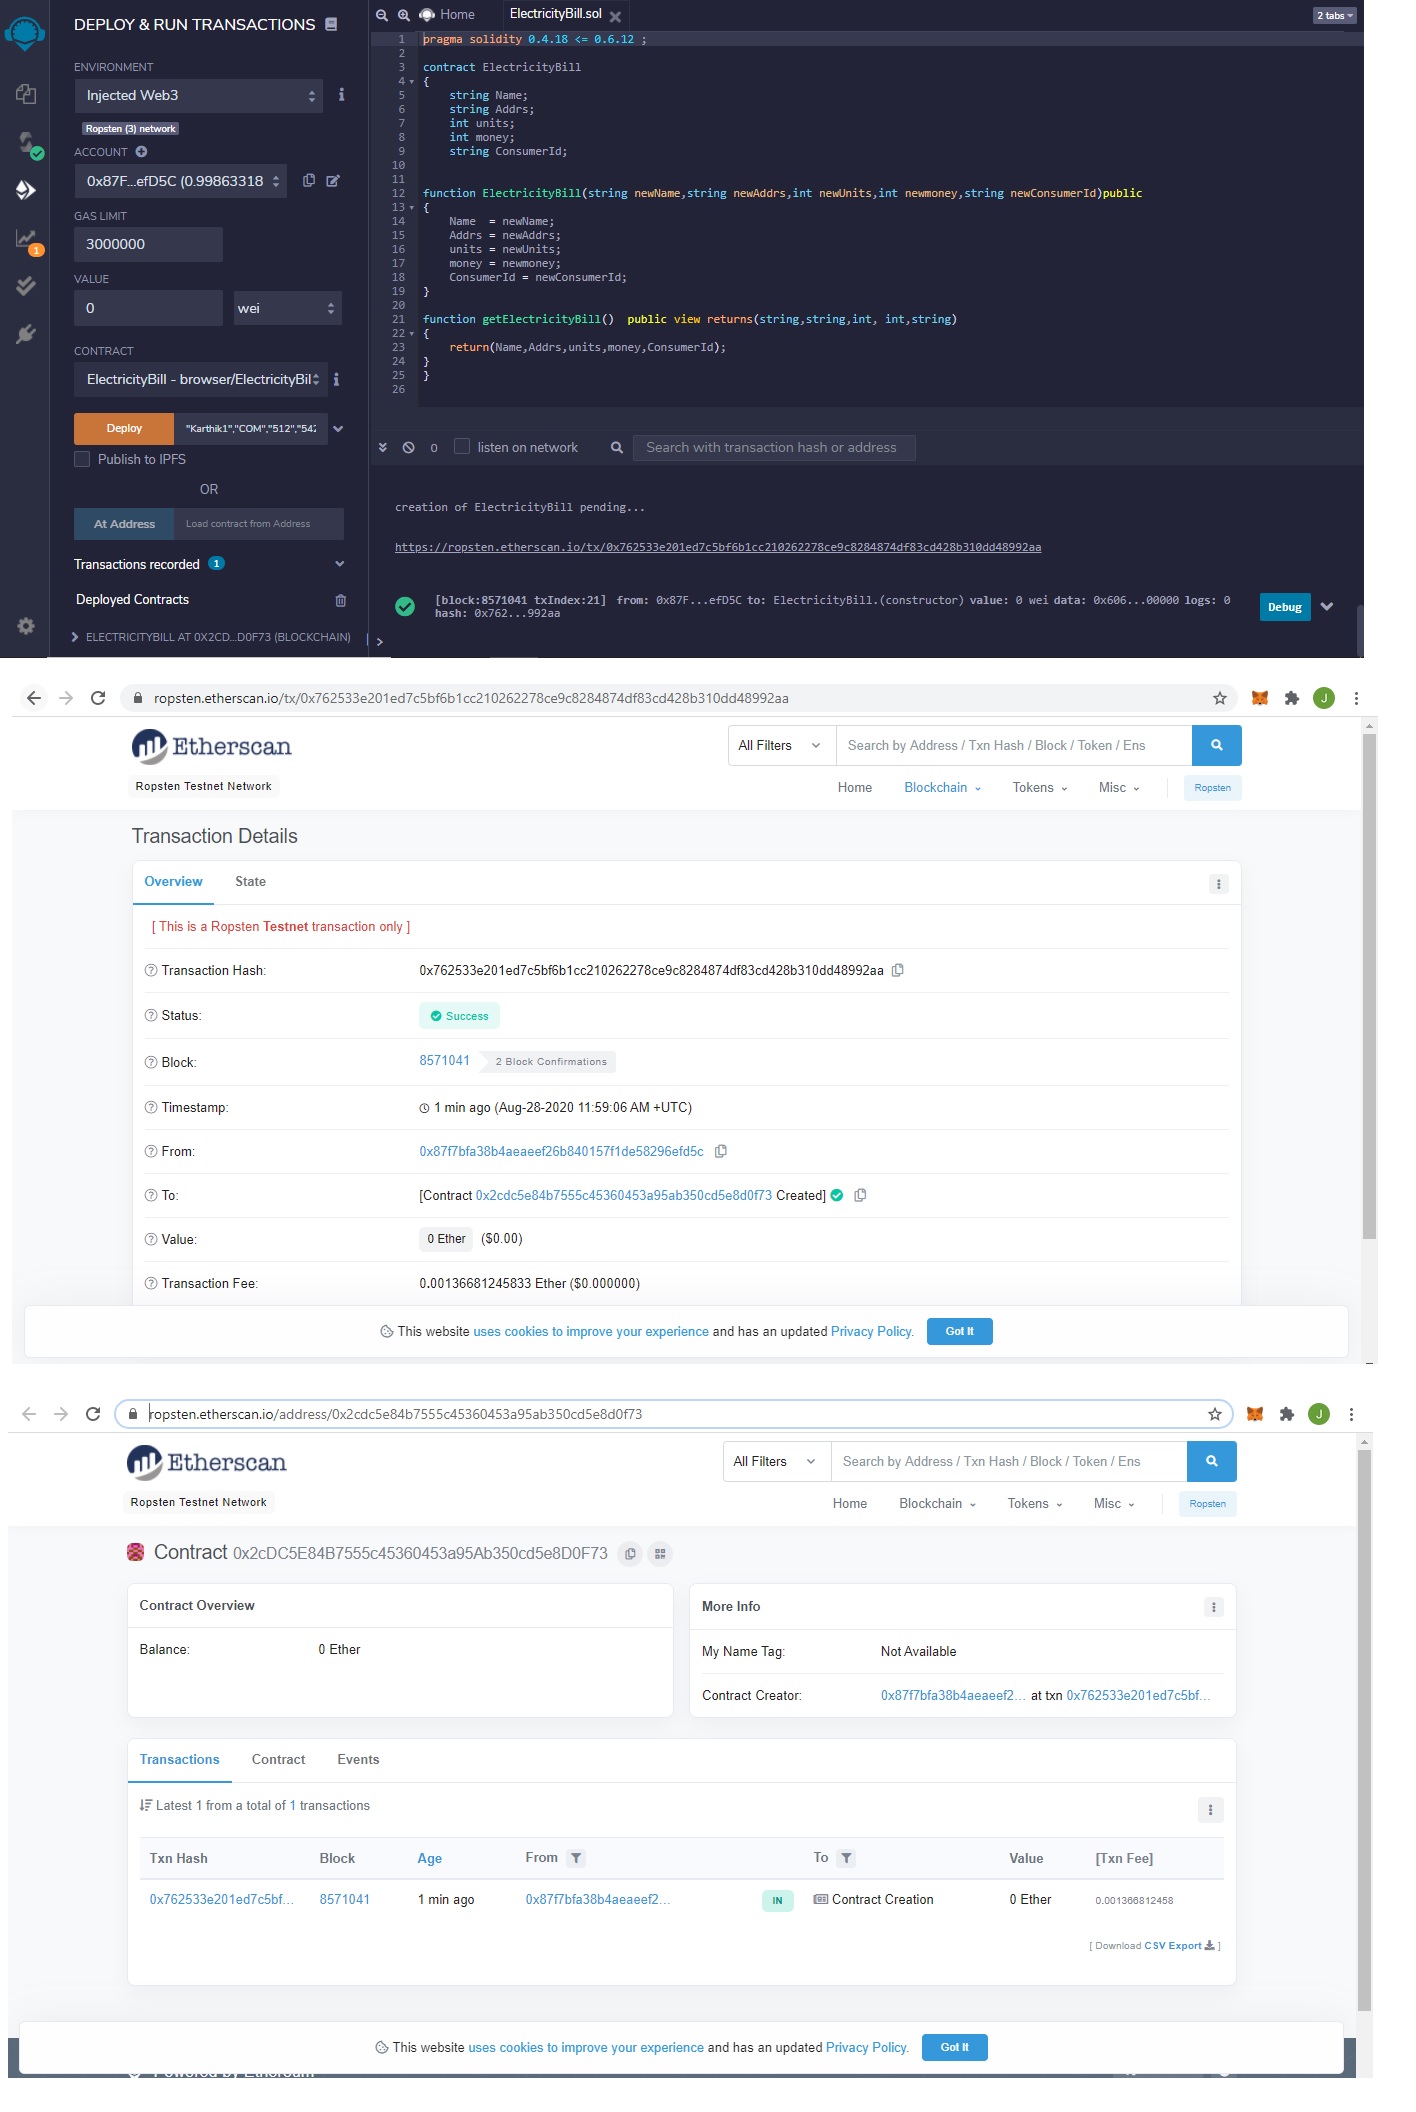 DEPLOY & RUN TRANSACTIONS
ENVIRONMENT
Injected Web3
Ropsten (3) network
ACCOUNT
0x87F...efD5C (0.99863318
GAS LIMIT
3000000
VALUE
0 wei
CONTRACT
ElectricityBill - browser/ElectricityBil
Deploy "Karthik1","COM","512","542
Publish to IPFS
OR
At Address Load contract from Address
Transactions recorded 1
Deployed Contracts
ELECTRICITYBILL AT 0X2CD...D0F73 (BLOCKCHAIN)
1
Home ElectricityBill.sol 2 tabs
1 pragma solidity 0.4.18 <= 0.6.12 ;
2
3 contract ElectricityBill
4 {
5 string Name;
6 string Addrs;
7 int units;
8 int money;
9 string ConsumerId;
10
11
12 function ElectricityBill(string newName,string newAddrs,int newUnits,int newmoney,string newConsumerId)public
13 {
14 Name = newName;
15 Addrs = newAddrs;
16 units = newUnits;
17 money = newmoney;
18 ConsumerId = newConsumerId;
19 }
20
21 function getElectricityBill() public view returns(string,string,int, int,string)
22 {
23 return(Name,Addrs,units,money,ConsumerId);
24 }
25 }
26
0 listen on network Search with transaction hash or address
creation of ElectricityBill pending...
https://ropsten.etherscan.io/tx/0x762533e201ed7c5bf6b1cc210262278ce9c8284874df83cd428b310dd48992aa
[block:8571041 txIndex:21] from: 0x87F...efD5C to: ElectricityBill.(constructor) value: 0 wei data: 0x606...00000 logs: 0
hash: 0x762...992aa
Debug
>
ropsten.etherscan.io/tx/0x762533e201ed7c5bf6b1cc210262278ce9c8284874df83cd428b310dd48992aa J
Etherscan
All Filters Search by Address / Txn Hash / Block / Token / Ens
Ropsten Testnet Network
Home Blockchain Tokens Misc Ropsten
Transaction Details
Overview State
[ This is a Ropsten Testnet transaction only ]
Transaction Hash: 0x762533e201ed7c5bf6b1cc210262278ce9c8284874df83cd428b310dd48992aa
Status: Success
Block: 8571041 2 Block Confirmations
Timestamp: 1 min ago (Aug-28-2020 11:59:06 AM +UTC)
From: 0x87f7bfa38b4aeaeef26b840157f1de58296efd5c
To: [Contract 0x2cdc5e84b7555c45360453a95ab350cd5e8d0f73 Created]
Value: 0 Ether ($0.00)
Transaction Fee: 0.00136681245833 Ether ($0.000000)
This website uses cookies to improve your experience and has an updated Privacy Policy. Got It
ropsten.etherscan.io/address/0x2cdc5e84b7555c45360453a95ab350cd5e8d0f73 J
Etherscan
All Filters Search by Address / Txn Hash / Block / Token / Ens
Ropsten Testnet Network
Home Blockchain Tokens Misc Ropsten
Contract 0x2cDC5E84B7555c45360453a95Ab350cd5e8D0F73
Contract Overview
Balance: 0 Ether
More Info
My Name Tag: Not Available
Contract Creator: 0x87f7bfa38b4aeaeef2... at txn 0x762533e201ed7c5bf...
Transactions Contract Events
Latest 1 from a total of 1 transactions
Txn Hash Block Age From To Value [Txn Fee]
0x762533e201ed7c5bf... 8571041 1 min ago 0x87f7bfa38b4aeaeef2... IN Contract Creation 0 Ether 0.001366812458
[ Download CSV Export ]
This website uses cookies to improve your experience and has an updated Privacy Policy. Got It